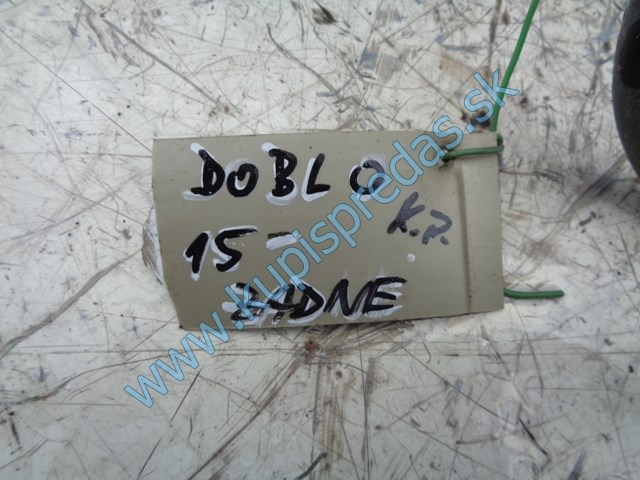 DOBLO
15-
K.P.
ZADNE
www.kupispredas.sk